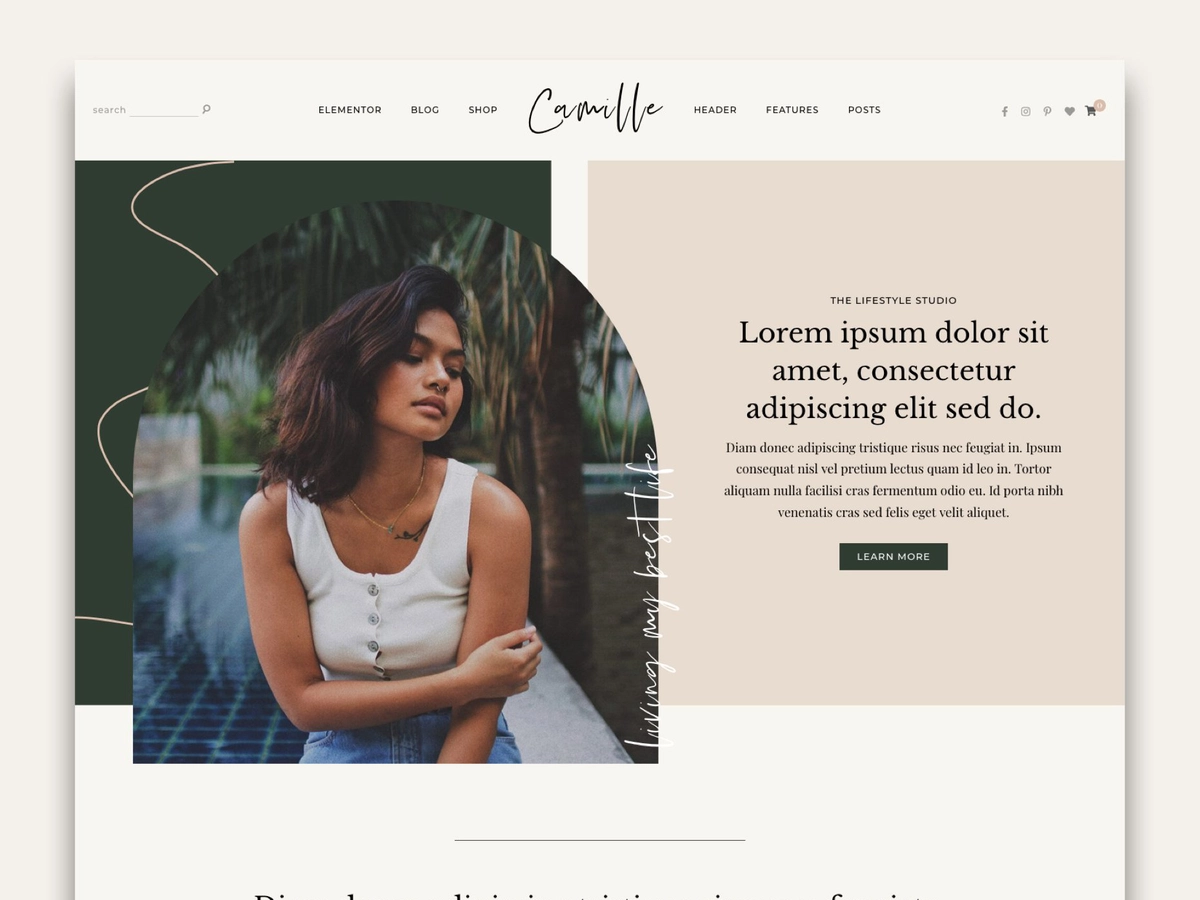 search
ELEMENTOR BLOG SHOP Camille HEADER FEATURES POSTS
0
THE LIFESTYLE STUDIO
Lorem ipsum dolor sit
amet, consectetur
adipiscing elit sed do.
Diam donec adipiscing tristique risus nec feugiat in. Ipsum
consequat nisl vel pretium lectus quam id leo in. Tortor
aliquam nulla facilisi cras fermentum odio eu. Id porta nibh
venenatis cras sed felis eget velit aliquet.
LEARN MORE
living my best life